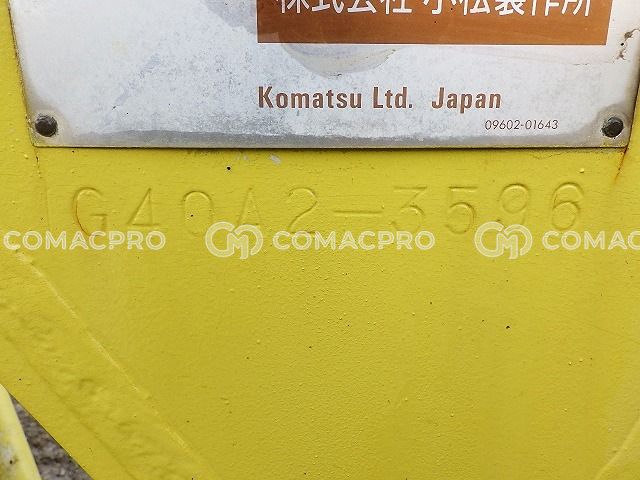 株式会社 小松製作所
Komatsu Ltd. Japan
09602-01643
G40A2-3596
COMACPRO COMACPRO COMACPRO